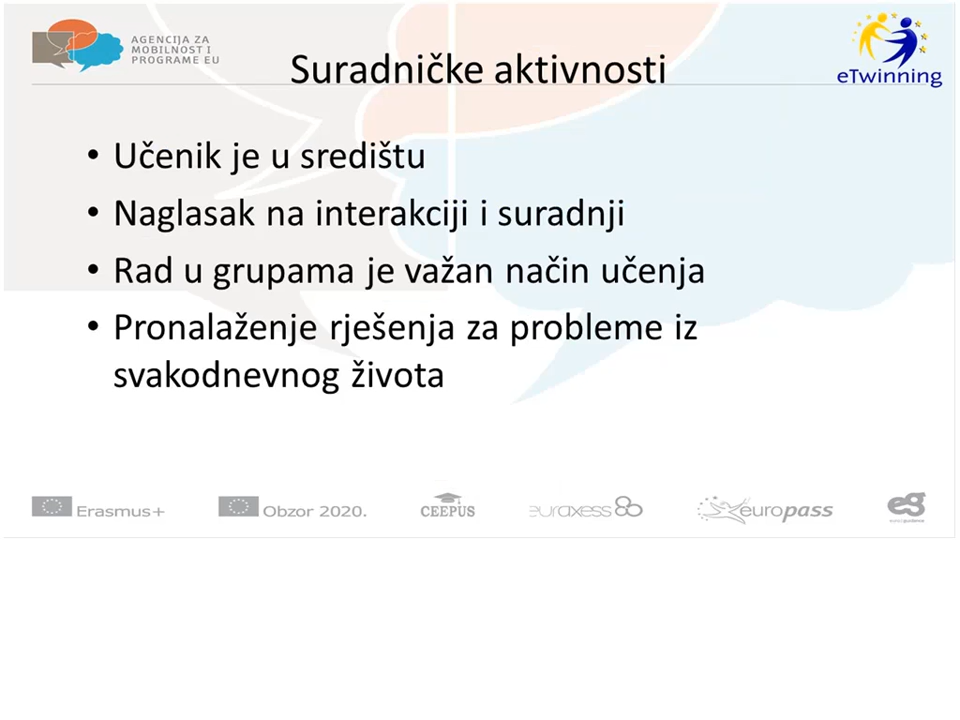 AGENCIJA ZA
MOBILNOST I
PROGRAME EU
Suradničke aktivnosti
eTwinning
• Učenik je u središtu
• Naglasak na interakciji i suradnji
• Rad u grupama je važan način učenja
• Pronalaženje rješenja za probleme iz
svakodnevnog života
Erasmus+
Obzor 2020.
CEEPUS
euraxess
europass
eg